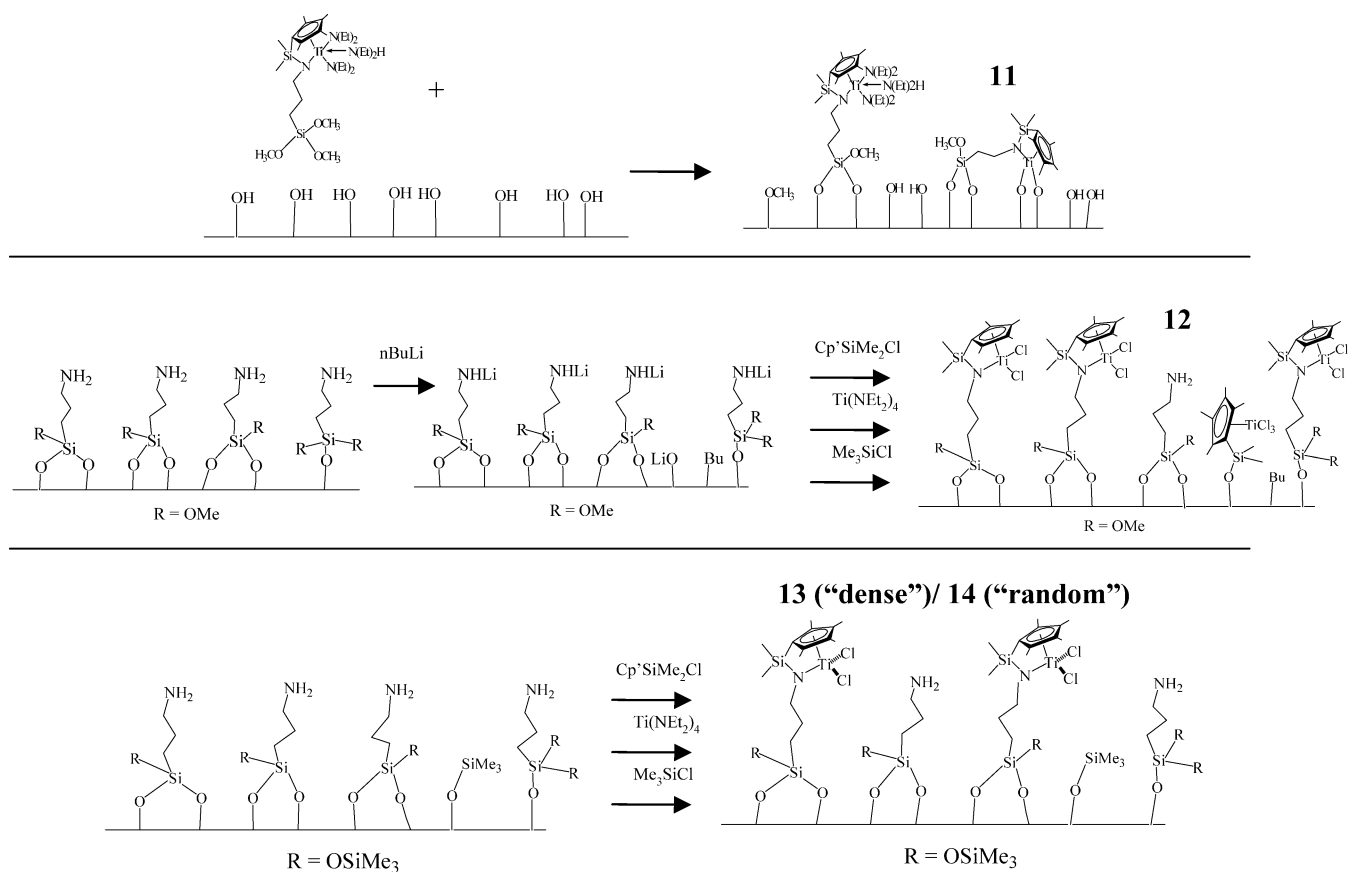 N(Et)2
Si
Ti
N(Et)2H
N
N(Et)2
Si
OCH3
H3CO
OCH3
+
OH
OH
HO
OH
HO
OH
HO
OH
11
N(Et)2
Si
Ti
N(Et)2H
N
N(Et)2
Si
OCH3
O
O
OCH3
OH
HO
H3CO
Si
N
Si
Ti
O
O
O
O
OH
OH
NH2
NH2
NH2
NH2
R
Si
O
O
R
Si
O
O
R
Si
O
O
R
Si
R
O
R = OMe
nBuLi
NHLi
NHLi
NHLi
NHLi
R
Si
O
O
R
Si
O
O
R
Si
O
O
LiO
Bu
R
Si
R
O
R = OMe
Cp'SiMe2Cl
Ti(NEt2)4
Me3SiCl
12
Si
Ti
Cl
Cl
N
R
Si
O
O
Si
Ti
Cl
Cl
N
R
Si
O
O
NH2
R
Si
O
O
TiCl3
Si
O
Bu
Si
Ti
Cl
Cl
N
R
Si
R
O
R = OMe
13 ("dense")/ 14 ("random")
NH2
NH2
NH2
NH2
R
Si
O
O
R
Si
O
O
R
Si
O
O
SiMe3
O
R
Si
R
O
R = OSiMe3
Cp'SiMe2Cl
Ti(NEt2)4
Me3SiCl
Si
Ti
Cl
Cl
N
R
Si
O
O
NH2
R
Si
O
O
Si
Ti
Cl
Cl
N
R
Si
O
O
SiMe3
O
NH2
R
Si
R
O
R = OSiMe3